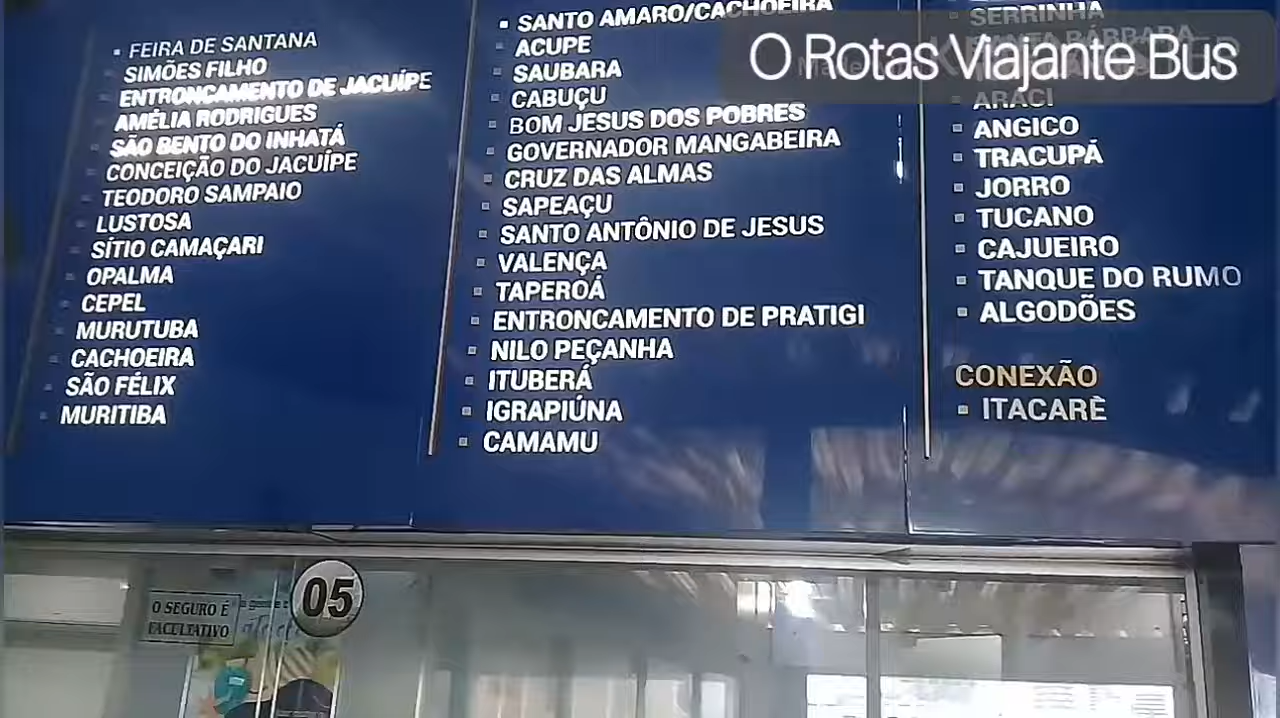 FEIRA DE SANTANA
SIMÕES FILHO
ENTRONCAMENTO DE JACUÍPE
AMÉLIA RODRIGUES
SÃO BENTO DO INHATÁ
CONCEIÇÃO DO JACUÍPE
TEODORO SAMPAIO
LUSTOSA
SÍTIO CAMAÇARI
OPALMA
CEPEL
MURUTUBA
CACHOEIRA
SÃO FÉLIX
MURITIBA
SANTO AMARO/CACHOEIRA
ACUPE
SAUBARA
CABUÇU
BOM JESUS DOS POBRES
GOVERNADOR MANGABEIRA
CRUZ DAS ALMAS
SAPEAÇU
SANTO ANTÔNIO DE JESUS
VALENÇA
TAPEROÁ
ENTRONCAMENTO DE PRATIGI
NILO PEÇANHA
ITUBERÁ
IGRAPIÚNA
CAMAMU
SERRINHA
O Rotas Viajante Bus
ARACI
ANGICO
TRACUPÁ
JORRO
TUCANO
CAJUEIRO
TANQUE DO RUMO
ALGODÕES
CONEXÃO
ITACARÈ
05
O SEGURO É
FACULTATIVO